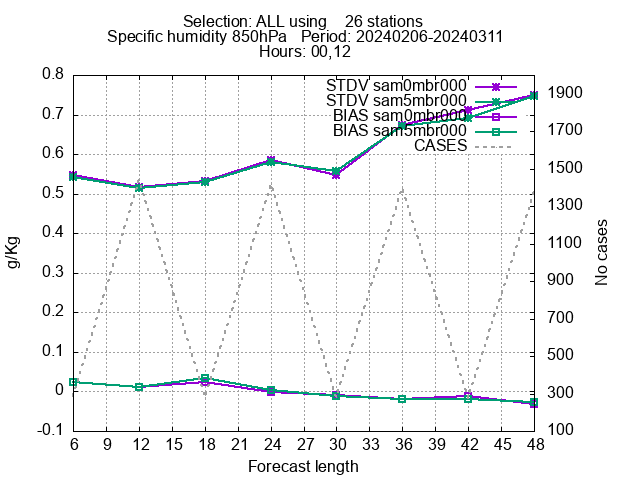 Selection: ALL using 26 stations
Specific humidity 850hPa Period: 20240206-20240311
Hours: 00,12
STDV sam0mbr000
STDV sam5mbr000
BIAS sam0mbr000
BIAS sam5mbr000
CASES
0.8
0.7
0.6
0.5
0.4
0.3
0.2
0.1
0
-0.1
g/Kg
1900
1700
1500
1300
1100
900
700
500
300
100
No cases
6 9 12 15 18 21 24 27 30 33 36 39 42 45 48
Forecast length